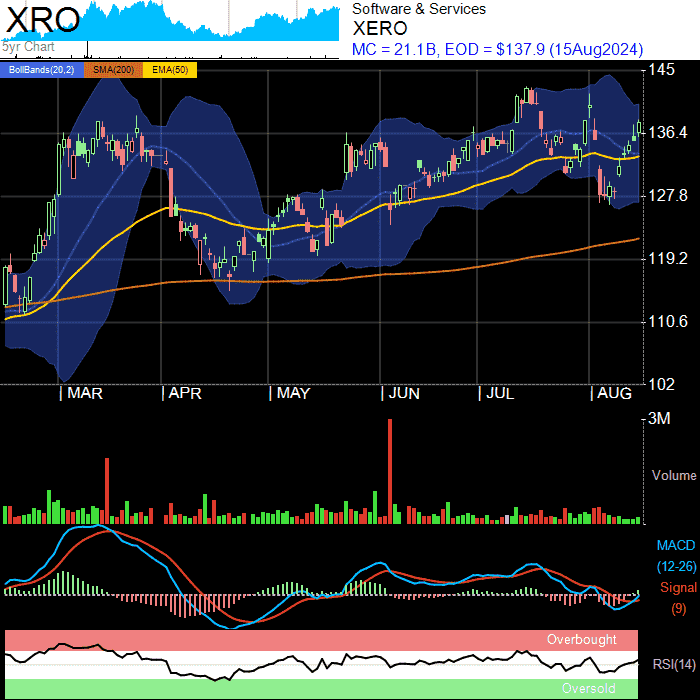 XRO
5yr Chart
Software & Services
XERO
MC = 21.1B, EOD = $137.9 (15Aug2024)
BollBands(20,2) SMA(200) EMA(50)
145
136.4
127.8
119.2
110.6
102
MAR APR MAY JUN JUL AUG
3M
Volume
MACD
(12-26)
Signal
(9)
Overbought
RSI(14)
Oversold